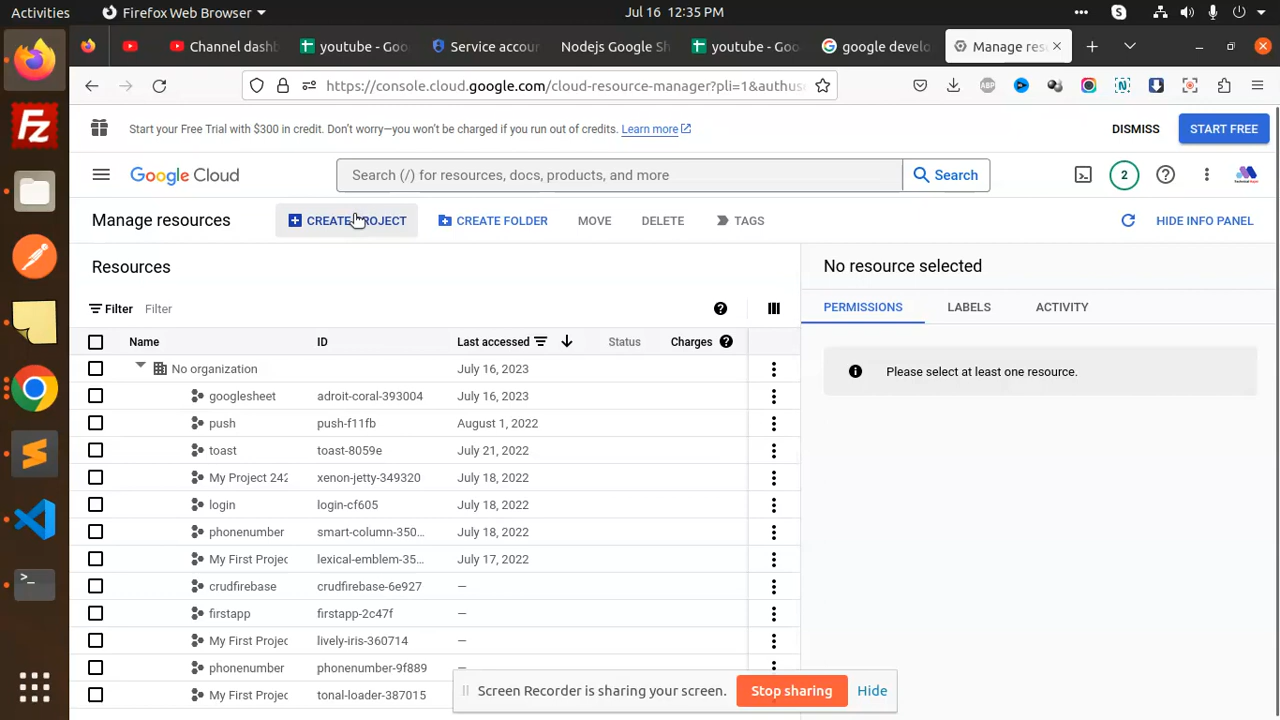 Activities Firefox Web Browser Jul 16 12:35 PM
Channel dash youtube - Goo Service accou Nodejs Google Sh youtube - Goo google develo Manage res
https://console.cloud.google.com/cloud-resource-manager?pli=1&authus
Start your Free Trial with $300 in credit. Don't worry—you won't be charged if you run out of credits. Learn more DISMISS START FREE
Google Cloud Search (/) for resources, docs, products, and more Search 2
Manage resources CREATE PROJECT CREATE FOLDER MOVE DELETE TAGS HIDE INFO PANEL
Resources
Filter Filter
Name ID Last accessed Status Charges
No organization July 16, 2023
googlesheet adroit-coral-393004 July 16, 2023
push push-f11fb August 1, 2022
toast toast-8059e July 21, 2022
My Project 242 xenon-jetty-349320 July 18, 2022
login login-cf605 July 18, 2022
phonenumber smart-column-350... July 18, 2022
My First Projec lexical-emblem-35... July 17, 2022
crudfirebase crudfirebase-6e927 —
firstapp firstapp-2c47f —
My First Projec lively-iris-360714 —
phonenumber phonenumber-9f889 —
My First Projec tonal-loader-387015
No resource selected
PERMISSIONS LABELS ACTIVITY
Please select at least one resource.
Screen Recorder is sharing your screen. Stop sharing Hide